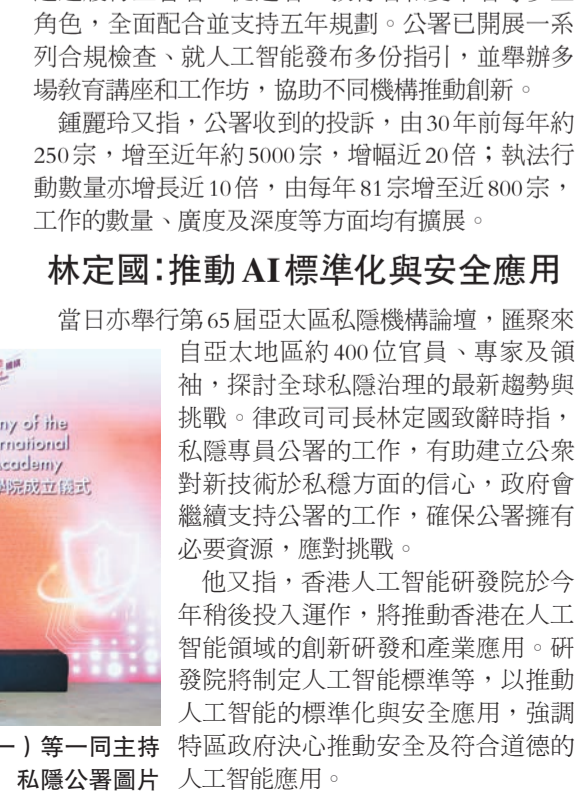 角色，全面配合並支持五年規劃。公署已開展一系
列合規檢查、就人工智能發布多份指引，並舉辦多
場教育講座和工作坊，協助不同機構推動創新。
鍾麗玲又指，公署收到的投訴，由30年前每年約
250宗，增至近年約5000宗，增幅近20倍；執法行
動數量亦增長近10倍，由每年81宗增至近800宗，
工作的數量、廣度及深度等方面均有擴展。
林定國：推動AI標準化與安全應用
當日亦舉行第65屆亞太區私隱機構論壇，匯聚來
自亞太地區約400位官員、專家及領
袖，探討全球私隱治理的最新趨勢與
挑戰。律政司司長林定國致辭時指，
私隱專員公署的工作，有助建立公眾
對新技術於私穩方面的信心，政府會
繼續支持公署的工作，確保公署擁有
必要資源，應對挑戰。
他又指，香港人工智能研發院於今
年稍後投入運作，將推動香港在人工
智能領域的創新研發和產業應用。研
發院將制定人工智能標準等，以推動
人工智能的標準化與安全應用，強調
特區政府決心推動安全及符合道德的
人工智能應用。
ny of the
rnational
cademy
學院成立儀式
一）等一同主持
私隱公署圖片